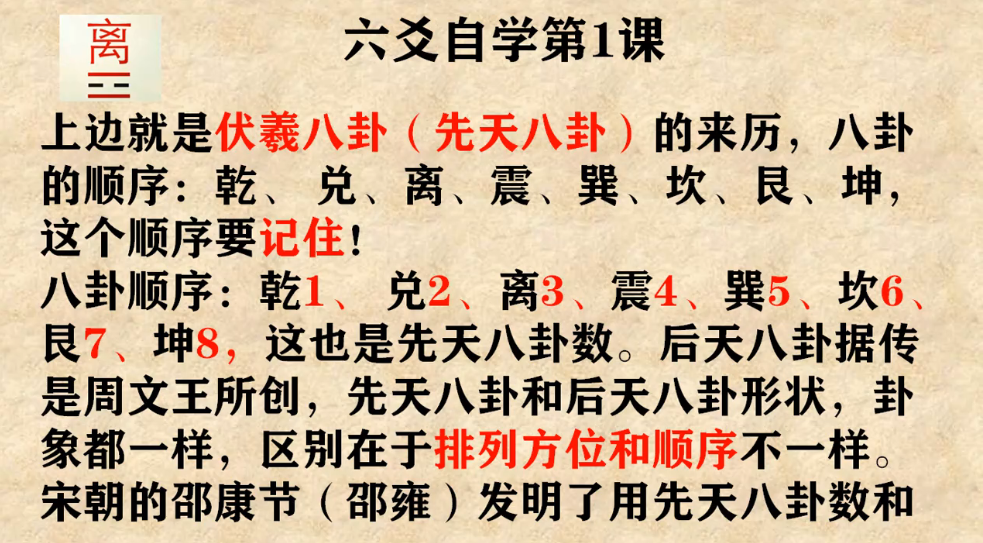 离
六爻自学第1课
上边就是伏羲八卦（先天八卦）的来历，八卦
的顺序：乾、 兑、离、震、巽、坎、艮、坤，
这个顺序要记住！
八卦顺序：乾1、 兑2、离3、震4、巽5、坎6、
艮7、坤8，这也是先天八卦数。后天八卦据传
是周文王所创，先天八卦和后天八卦形状，卦
象都一样，区别在于排列方位和顺序不一样。
宋朝的邵康节（邵雍）发明了用先天八卦数和